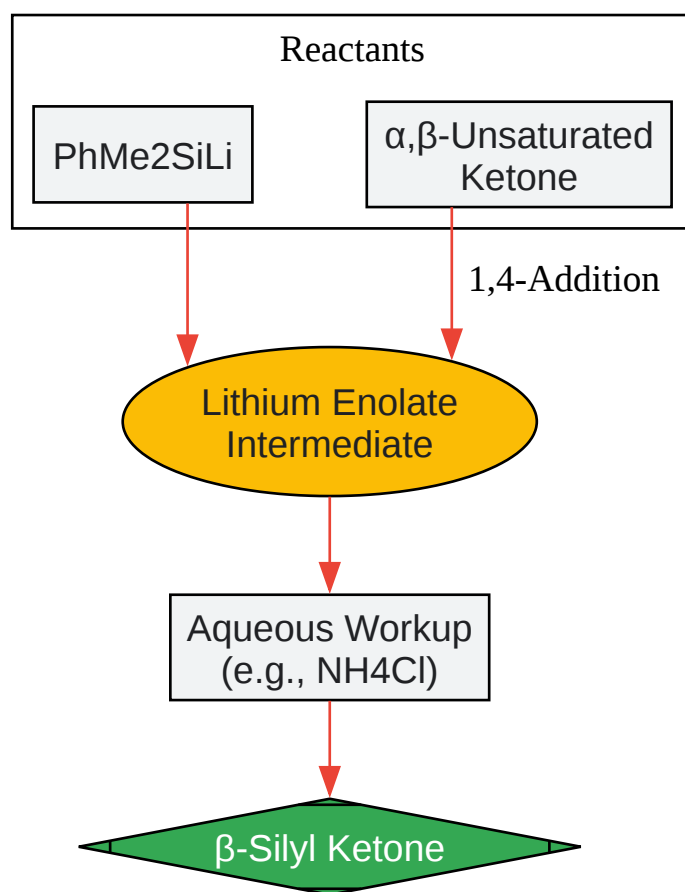 Reactants
PhMe2SiLi
α,β-Unsaturated
Ketone
1,4-Addition
Lithium Enolate
Intermediate
Aqueous Workup
(e.g., NH4Cl)
β-Silyl Ketone